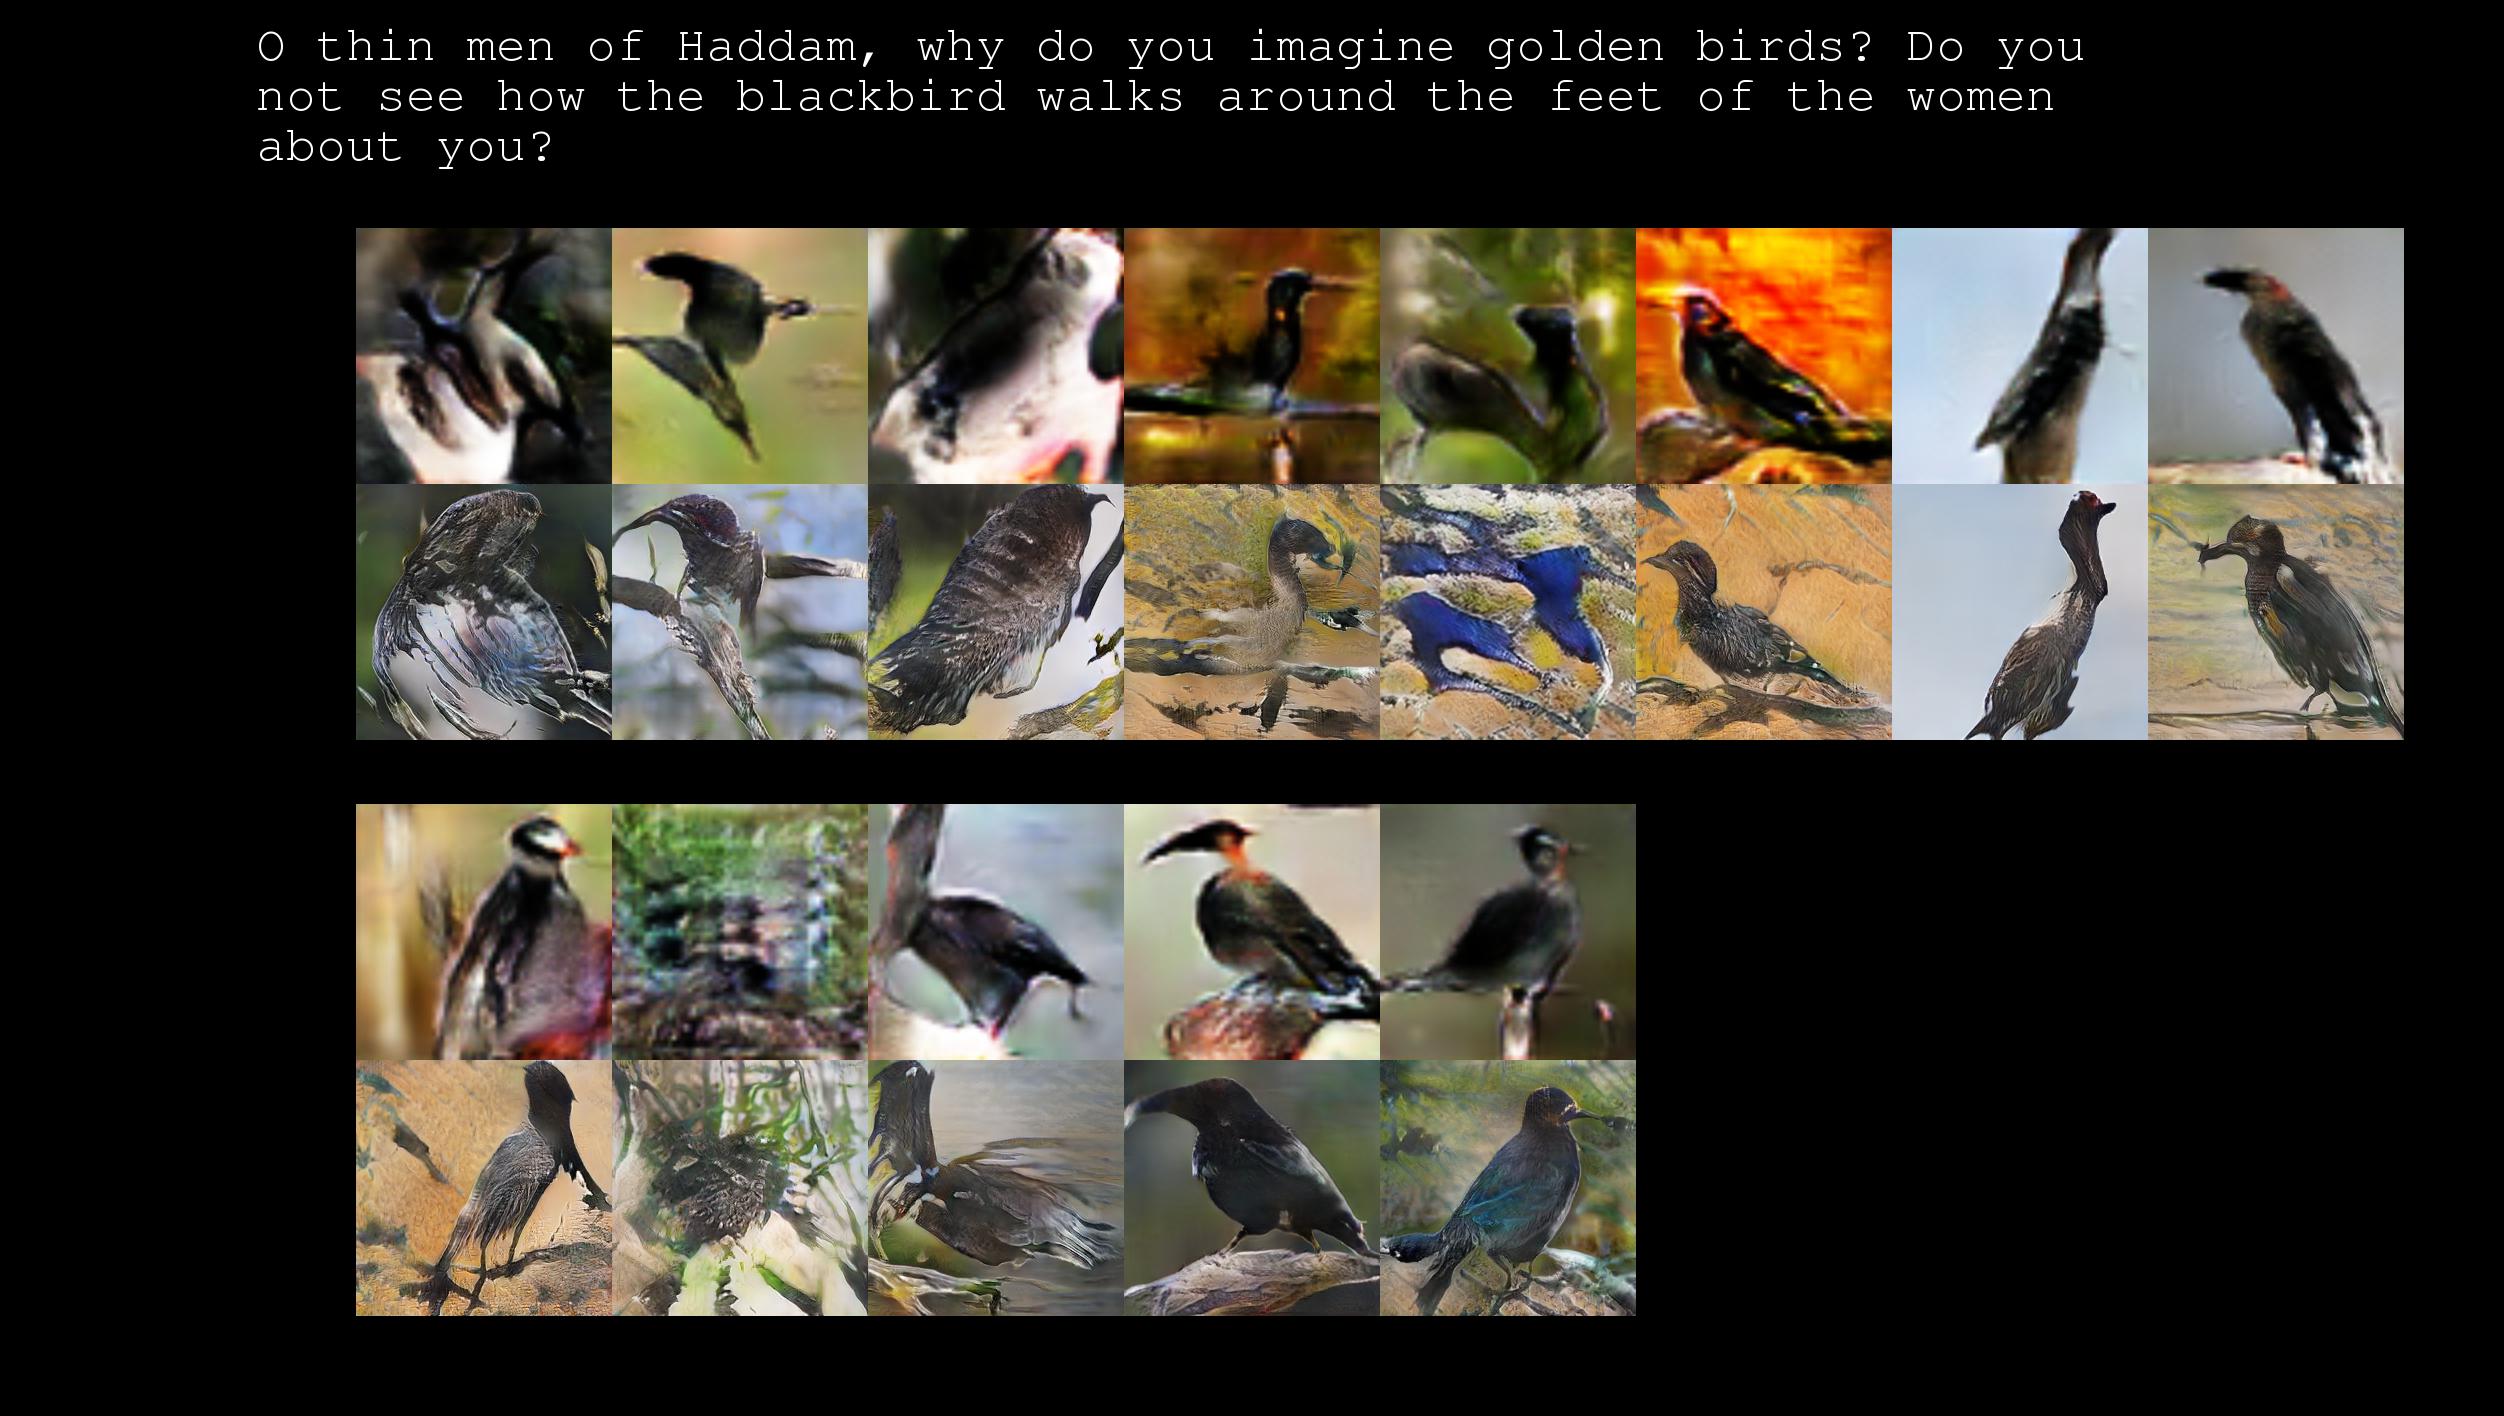 O thin men of Haddam, why do you imagine golden birds? Do you
not see how the blackbird walks around the feet of the women
about you?